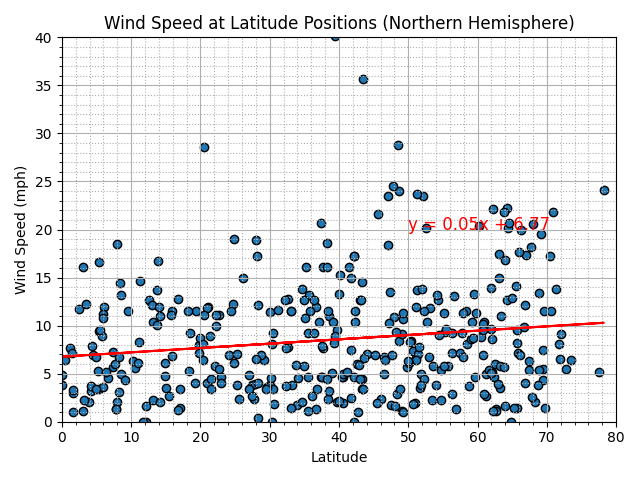 Wind Speed at Latitude Positions (Northern Hemisphere)
40
35
30
25
20
15
10
5
0
Wind Speed (mph)
y = 0.05x + 6.77
0 10 20 30 40 50 60 70 80
Latitude